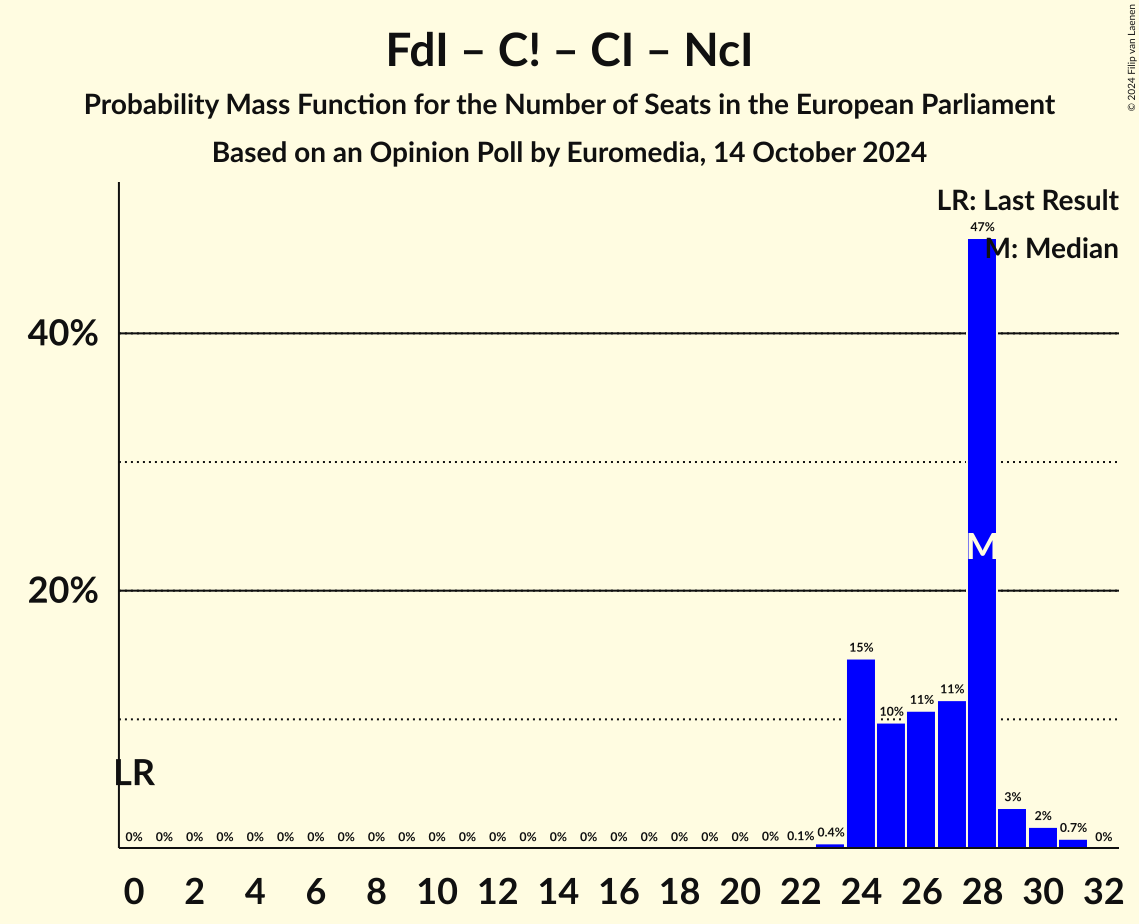 FdI – C! – CI – NcI
Probability Mass Function for the Number of Seats in the European Parliament
Based on an Opinion Poll by Euromedia, 14 October 2024
© 2024 Filip van Laenen
LR: Last Result
M: Median
47%
40%
M
20%
15%
10%
11%
11%
LR
0% 0% 0% 0% 0% 0% 0% 0% 0% 0% 0% 0% 0% 0% 0% 0% 0% 0% 0% 0% 0% 0% 0.1% 0.4% 3% 2% 0.7% 0%
0 2 4 6 8 10 12 14 16 18 20 22 24 26 28 30 32